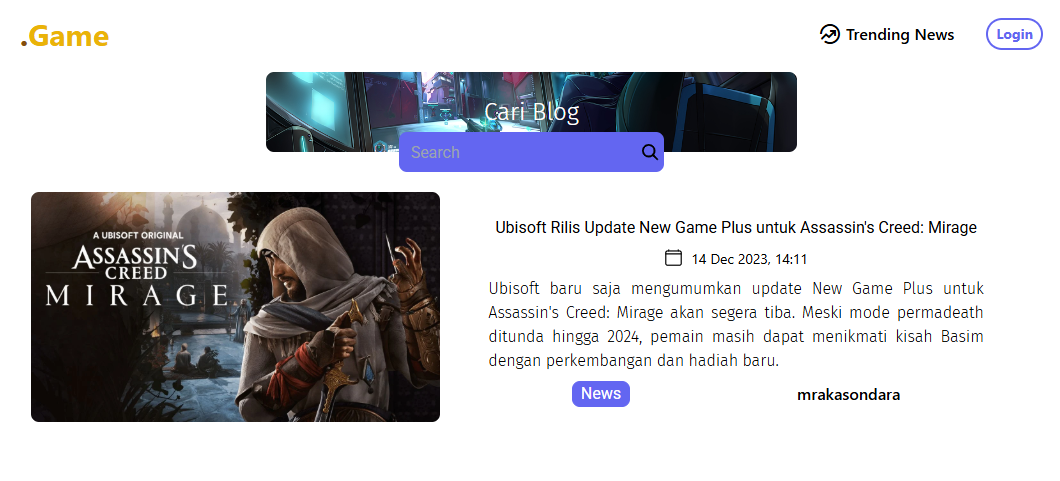 .Game
Trending News
Login
Cari Blog
Search
A UBISOFT ORIGINAL
ASSASSIN'S
CREED
MIRAGE
Ubisoft Rilis Update New Game Plus untuk Assassin's Creed: Mirage
14 Dec 2023, 14:11
Ubisoft baru saja mengumumkan update New Game Plus untuk
Assassin's Creed: Mirage akan segera tiba. Meski mode permadeath
ditunda hingga 2024, pemain masih dapat menikmati kisah Basim
dengan perkembangan dan hadiah baru.
News
mrakasondara